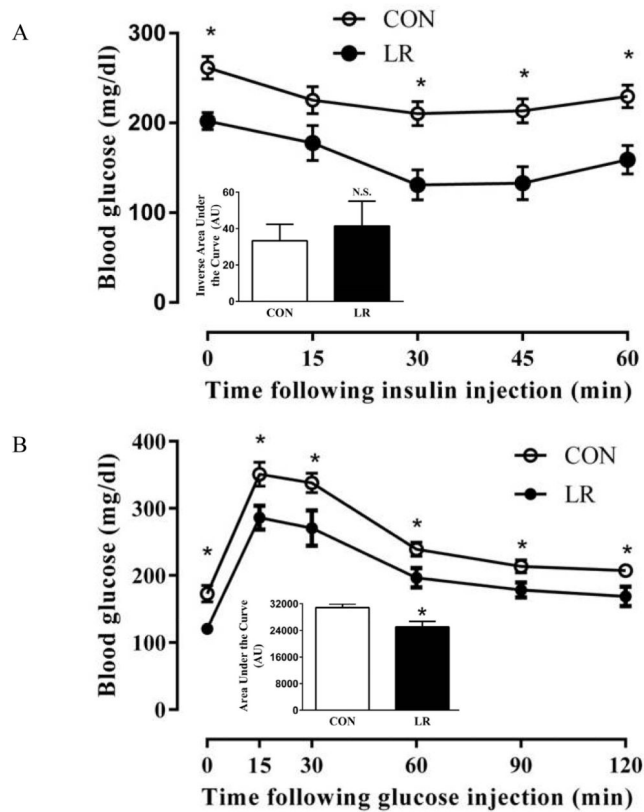 A
CON
LR
Blood glucose (mg/dl)
300
200
100
0
*
*
*
*
Inverse Area Under
the Curve (AU)
60
40
20
0
N.S.
CON
LR
0
15
30
45
60
Time following insulin injection (min)
B
CON
LR
Blood glucose (mg/dl)
400
300
200
100
0
*
*
*
*
*
*
Area Under the Curve
(AU)
32000
24000
16000
8000
0
*
CON
LR
0
15
30
60
90
120
Time following glucose injection (min)